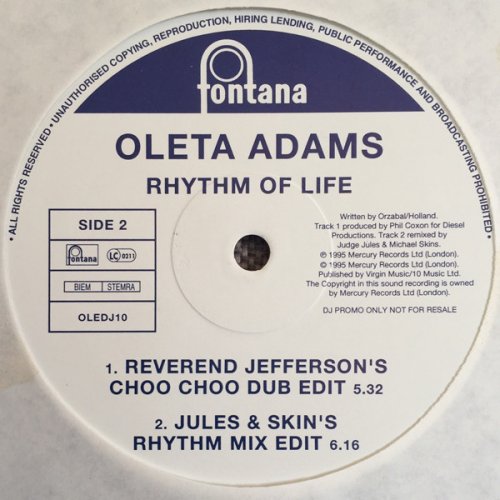 • ALL RIGHTS RESERVED • UNAUTHORISED COPYING, REPRODUCTION, HIRING LENDING, PUBLIC PERFORMANCE AND BROADCASTING PROHIBITED •
fontana
OLETA ADAMS
RHYTHM OF LIFE
SIDE 2
fontana
LC 0211
BIEM STEMRA
OLEDJ10
Written by Orzabal/Holland.
Track 1 produced by Phil Coxon for Diesel
Productions. Track 2 remixed by
Judge Jules & Michael Skins.
℗ 1995 Mercury Records Ltd (London).
© 1995 Mercury Records Ltd (London).
Published by Virgin Music/10 Music Ltd.
The Copyright in this sound recording is owned
by Mercury Records Ltd (London).
DJ PROMO ONLY NOT FOR RESALE
1. REVEREND JEFFERSON'S
CHOO CHOO DUB EDIT 5.32
2. JULES & SKIN'S
RHYTHM MIX EDIT 6.16